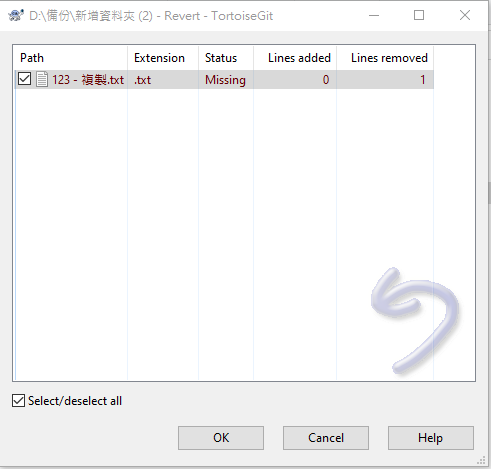 D:\備份\新增資料夾 (2) - Revert - TortoiseGit
Path Extension Status Lines added Lines removed
123 - 複製.txt .txt Missing 0 1
Select/deselect all
OK Cancel Help